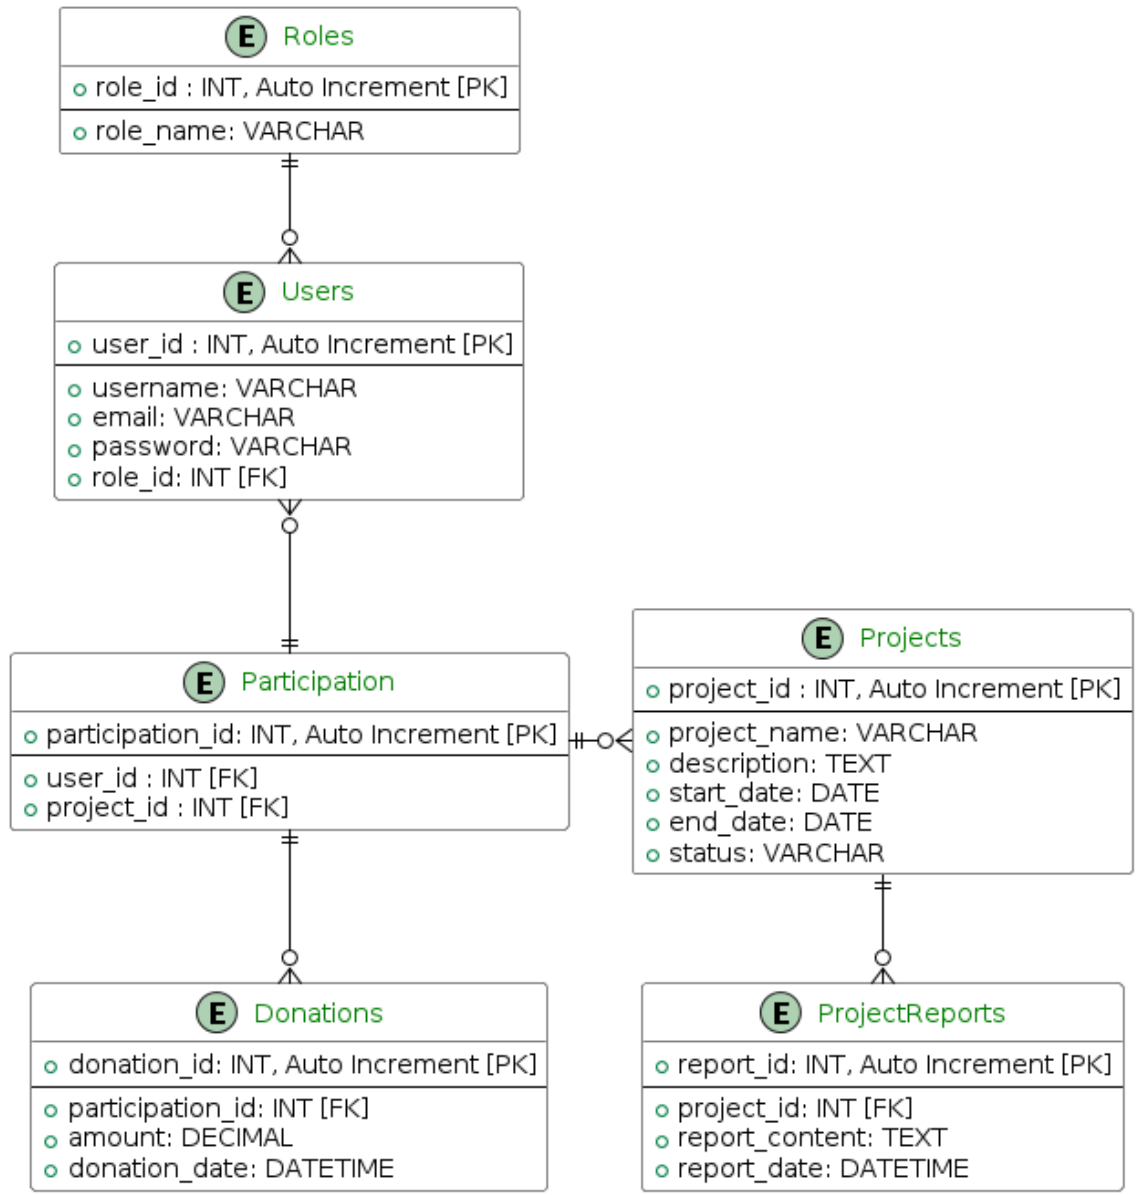 E Roles
role_id : INT, Auto Increment [PK]
role_name: VARCHAR
E Users
user_id : INT, Auto Increment [PK]
username: VARCHAR
email: VARCHAR
password: VARCHAR
role_id: INT [FK]
E Participation
participation_id: INT, Auto Increment [PK]
user_id : INT [FK]
project_id : INT [FK]
E Projects
project_id : INT, Auto Increment [PK]
project_name: VARCHAR
description: TEXT
start_date: DATE
end_date: DATE
status: VARCHAR
E Donations
donation_id: INT, Auto Increment [PK]
participation_id: INT [FK]
amount: DECIMAL
donation_date: DATETIME
E ProjectReports
report_id: INT, Auto Increment [PK]
project_id: INT [FK]
report_content: TEXT
report_date: DATETIME